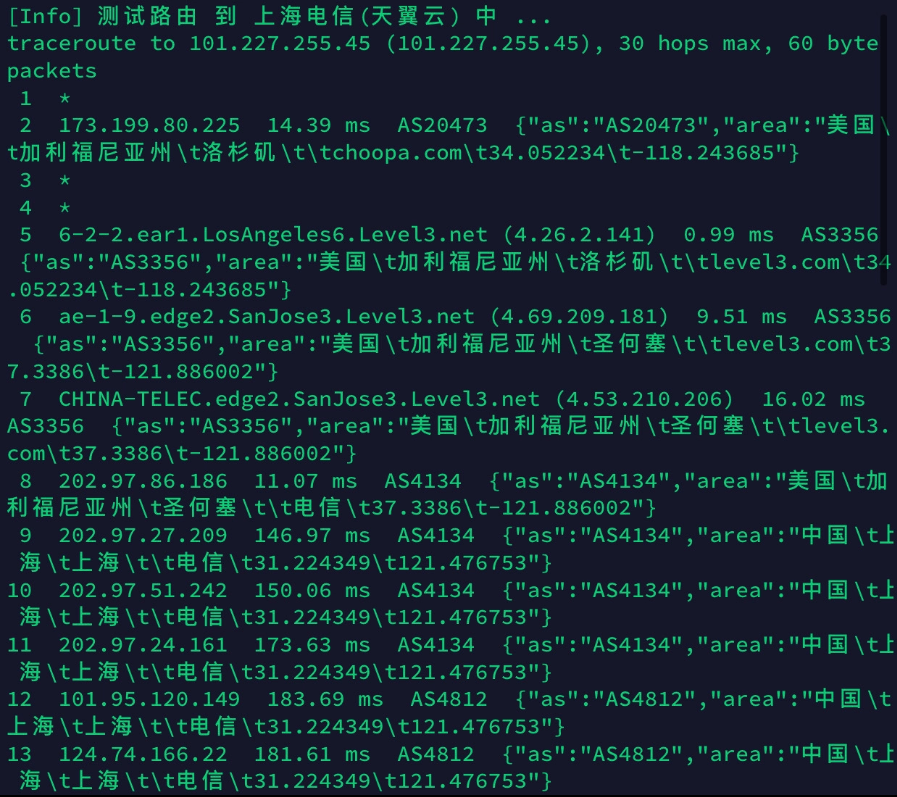 [Info] 测试路由 到 上海电信(天翼云) 中 ...
traceroute to 101.227.255.45 (101.227.255.45), 30 hops max, 60 byte
packets
 1  *
 2  173.199.80.225  14.39 ms  AS20473  {"as":"AS20473","area":"美国\
t加利福尼亚州\t洛杉矶\t\tchoopa.com\t34.052234\t-118.243685"}
 3  *
 4  *
 5  6-2-2.ear1.LosAngeles6.Level3.net (4.26.2.141)  0.99 ms  AS3356
 {"as":"AS3356","area":"美国\t加利福尼亚州\t洛杉矶\t\tlevel3.com\t34
.052234\t-118.243685"}
 6  ae-1-9.edge2.SanJose3.Level3.net (4.69.209.181)  9.51 ms  AS3356
  {"as":"AS3356","area":"美国\t加利福尼亚州\t圣何塞\t\tlevel3.com\t3
7.3386\t-121.886002"}
 7  CHINA-TELEC.edge2.SanJose3.Level3.net (4.53.210.206)  16.02 ms
AS3356  {"as":"AS3356","area":"美国\t加利福尼亚州\t圣何塞\t\tlevel3.
com\t37.3386\t-121.886002"}
 8  202.97.86.186  11.07 ms  AS4134  {"as":"AS4134","area":"美国\t加
利福尼亚州\t圣何塞\t\t电信\t37.3386\t-121.886002"}
 9  202.97.27.209  146.97 ms  AS4134  {"as":"AS4134","area":"中国\t上
海\t上海\t\t电信\t31.224349\t121.476753"}
10  202.97.51.242  150.06 ms  AS4134  {"as":"AS4134","area":"中国\t上
海\t上海\t\t电信\t31.224349\t121.476753"}
11  202.97.24.161  173.63 ms  AS4134  {"as":"AS4134","area":"中国\t上
海\t上海\t\t电信\t31.224349\t121.476753"}
12  101.95.120.149  183.69 ms  AS4812  {"as":"AS4812","area":"中国\t
上海\t上海\t\t电信\t31.224349\t121.476753"}
13  124.74.166.22  181.61 ms  AS4812  {"as":"AS4812","area":"中国\t上
海\t上海\t\t电信\t31.224349\t121.476753"}